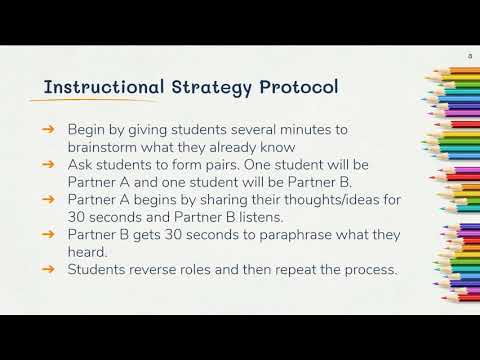 8
Instructional Strategy Protocol
➔ Begin by giving students several minutes to
brainstorm what they already know
➔ Ask students to form pairs. One student will be
Partner A and one student will be Partner B.
➔ Partner A begins by sharing their thoughts/ideas for
30 seconds and Partner B listens.
➔ Partner B gets 30 seconds to paraphrase what they
heard.
➔ Students reverse roles and then repeat the process.